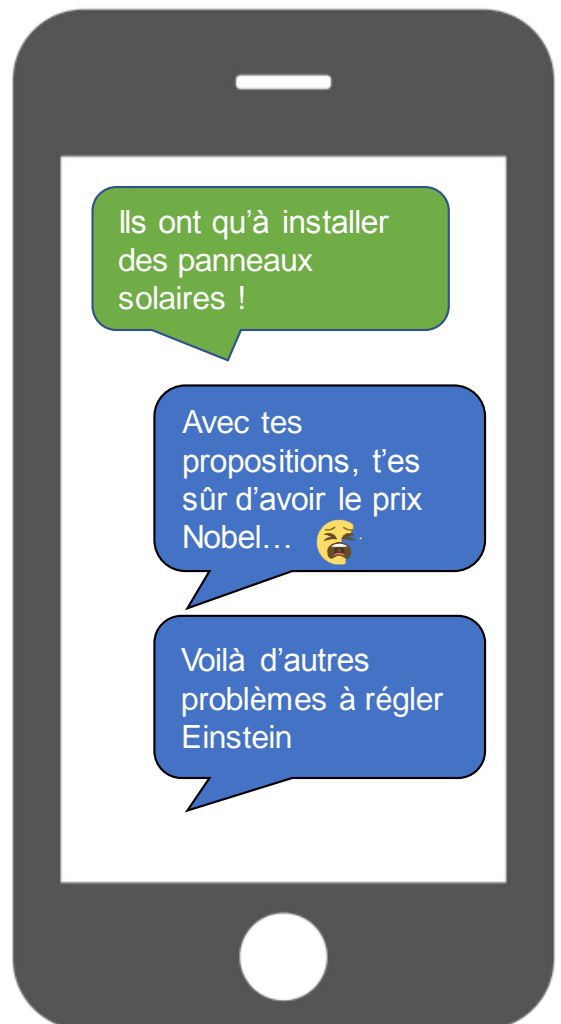 Ils ont qu’à installer
des panneaux
solaires !
Avec tes
propositions, t’es
sûr d’avoir le prix
Nobel… 😫
Voilà d’autres
problèmes à régler
Einstein